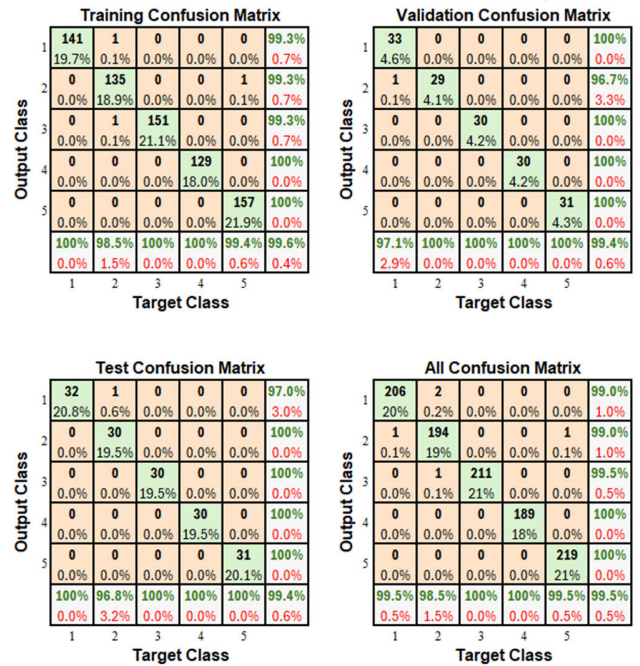 Training Confusion Matrix
1 141 1 0 0 0 99.3%
19.7% 0.1% 0.0% 0.0% 0.0% 0.7%
2 0 135 0 0 1 99.3%
0.0% 18.9% 0.0% 0.0% 0.1% 0.7%
3 0 1 151 0 0 99.3%
0.0% 0.1% 21.1% 0.0% 0.0% 0.7%
4 0 0 0 129 0 100%
0.0% 0.0% 0.0% 18.0% 0.0% 0.0%
5 0 0 0 0 157 100%
0.0% 0.0% 0.0% 0.0% 21.9% 0.0%
100% 98.5% 100% 100% 99.4% 99.6%
0.0% 1.5% 0.0% 0.0% 0.6% 0.4%
1 2 3 4 5
Target Class
Output Class
Validation Confusion Matrix
1 33 0 0 0 0 100%
4.6% 0.0% 0.0% 0.0% 0.0% 0.0%
2 1 29 0 0 0 96.7%
0.1% 4.1% 0.0% 0.0% 0.0% 3.3%
3 0 0 30 0 0 100%
0.0% 0.0% 4.2% 0.0% 0.0% 0.0%
4 0 0 0 30 0 100%
0.0% 0.0% 0.0% 4.2% 0.0% 0.0%
5 0 0 0 0 31 100%
0.0% 0.0% 0.0% 0.0% 4.3% 0.0%
97.1% 100% 100% 100% 100% 99.4%
2.9% 0.0% 0.0% 0.0% 0.0% 0.6%
1 2 3 4 5
Target Class
Output Class
Test Confusion Matrix
1 32 1 0 0 0 97.0%
20.8% 0.6% 0.0% 0.0% 0.0% 3.0%
2 0 30 0 0 0 100%
0.0% 19.5% 0.0% 0.0% 0.0% 0.0%
3 0 0 30 0 0 100%
0.0% 0.0% 19.5% 0.0% 0.0% 0.0%
4 0 0 0 30 0 100%
0.0% 0.0% 0.0% 19.5% 0.0% 0.0%
5 0 0 0 0 31 100%
0.0% 0.0% 0.0% 0.0% 20.1% 0.0%
100% 96.8% 100% 100% 100% 99.4%
0.0% 3.2% 0.0% 0.0% 0.0% 0.6%
1 2 3 4 5
Target Class
Output Class
All Confusion Matrix
1 206 2 0 0 0 99.0%
20% 0.2% 0.0% 0.0% 0.0% 1.0%
2 1 194 0 0 1 99.0%
0.1% 19% 0.0% 0.0% 0.1% 1.0%
3 0 1 211 0 0 99.5%
0.0% 0.1% 21% 0.0% 0.0% 0.5%
4 0 0 0 189 0 100%
0.0% 0.0% 0.0% 18% 0.0% 0.0%
5 0 0 0 0 219 100%
0.0% 0.0% 0.0% 0.0% 21% 0.0%
99.5% 98.5% 100% 100% 99.5% 99.5%
0.5% 1.5% 0.0% 0.0% 0.5% 0.5%
1 2 3 4 5
Target Class
Output Class